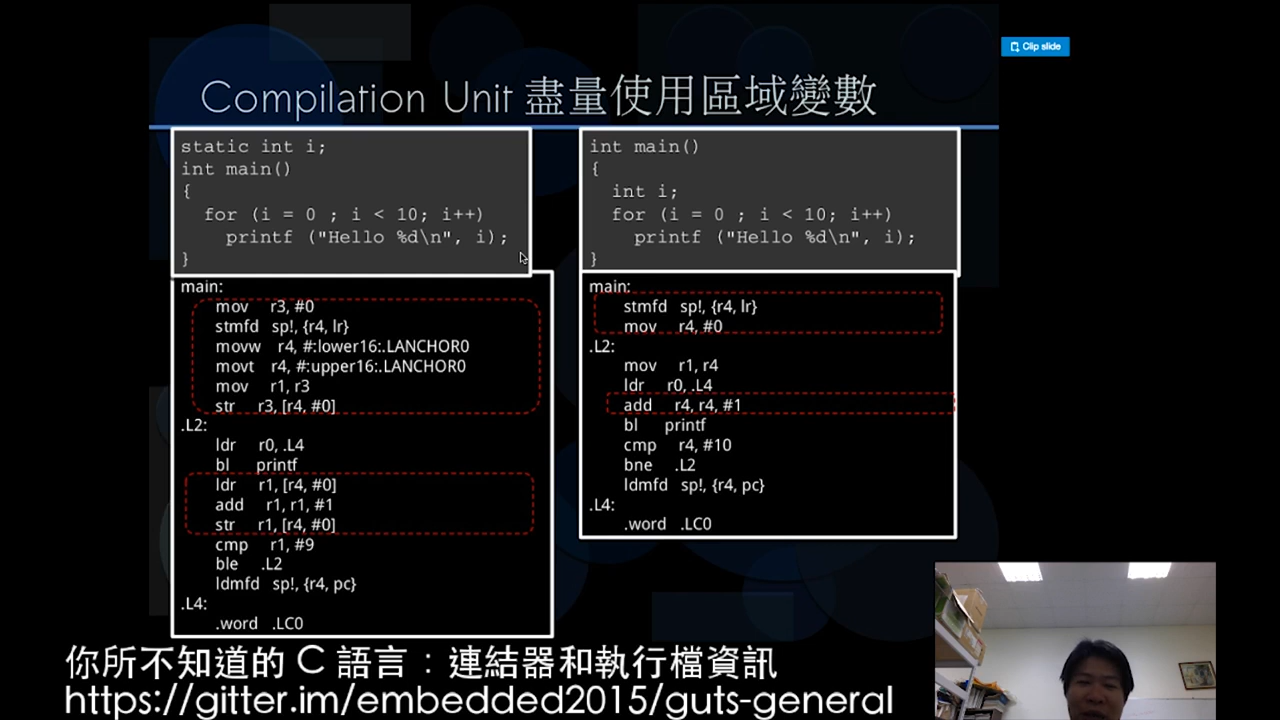 Clip slide
Compilation Unit 盡量使用區域變數
static int i;
int main()
{
for (i = 0 ; i < 10; i++)
printf ("Hello %d\n", i);
}
main:
mov r3, #0
stmfd sp!, {r4, lr}
movw r4, #:lower16:.LANCHOR0
movt r4, #:upper16:.LANCHOR0
mov r1, r3
str r3, [r4, #0]
.L2:
ldr r0, .L4
bl printf
ldr r1, [r4, #0]
add r1, r1, #1
str r1, [r4, #0]
cmp r1, #9
ble .L2
ldmfd sp!, {r4, pc}
.L4:
.word .LC0
int main()
{
int i;
for (i = 0 ; i < 10; i++)
printf ("Hello %d\n", i);
}
main:
stmfd sp!, {r4, lr}
mov r4, #0
.L2:
mov r1, r4
ldr r0, .L4
add r4, r4, #1
bl printf
cmp r4, #10
bne .L2
ldmfd sp!, {r4, pc}
.L4:
.word .LC0
你所不知道的 C 語言：連結器和執行檔資訊
https://gitter.im/embedded2015/guts-general